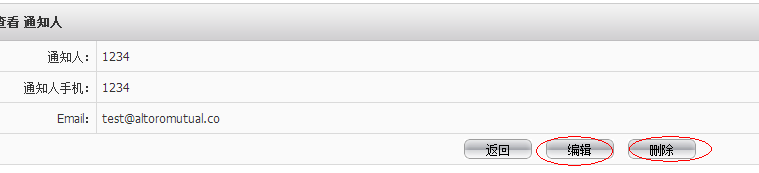 查看 通知人
通知人： 1234
通知人手机： 1234
Email: test@altoromutual.co
返回 编辑 删除